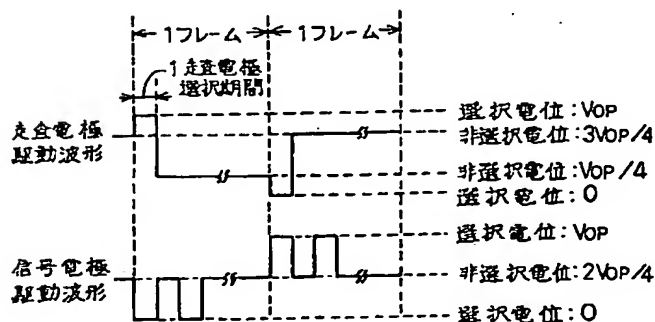 1フレーム 1フレーム
1走査電極
選択期間
走査電極
駆動波形
選択電位:VOP
非選択電位:3VOP/4
非選択電位:VOP/4
選択電位:0
信号電極
駆動波形
選択電位:VOP
非選択電位:2VOP/4
選択電位:0